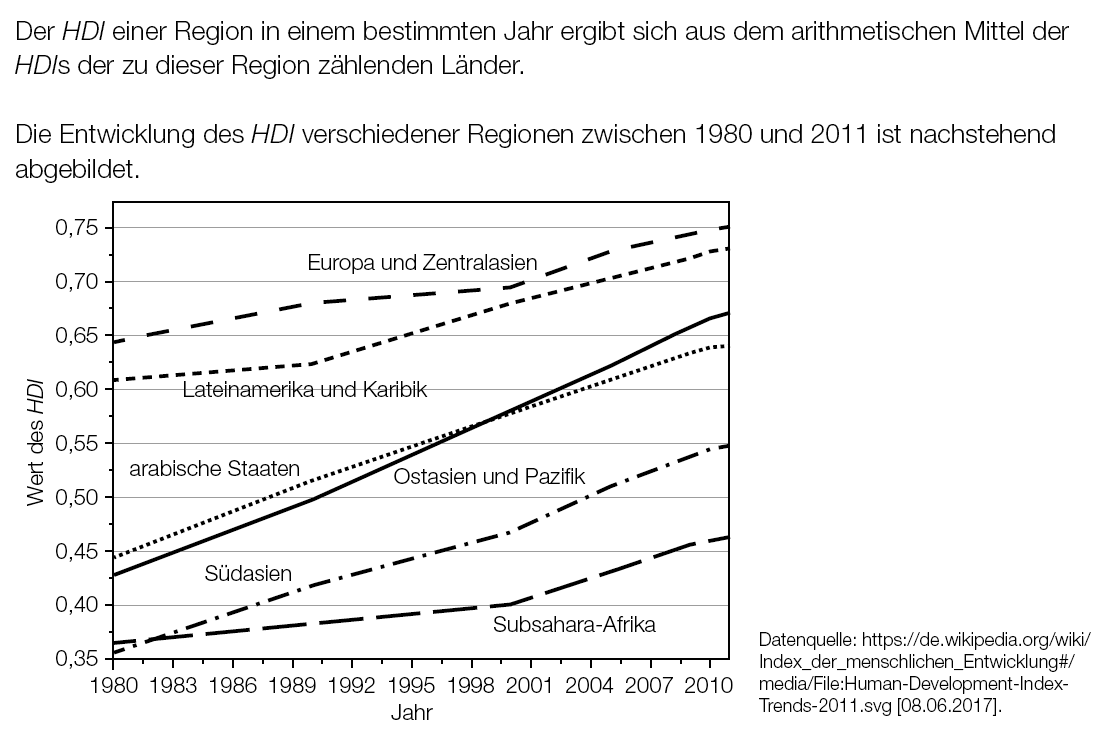 Der HDI einer Region in einem bestimmten Jahr ergibt sich aus dem arithmetischen Mittel der
HDIs der zu dieser Region zählenden Länder.
Die Entwicklung des HDI verschiedener Regionen zwischen 1980 und 2011 ist nachstehend
abgebildet.
0,75
Europa und Zentralasien
0,70
0,65
0,60
Lateinamerika und Karibik
0,55
arabische Staaten
Ostasien und Pazifik
0,50
0,45
Südasien
0,40
Subsahara-Afrika
0,35
Wert des HDI
1980 1983 1986 1989 1992 1995 1998 2001 2004 2007 2010
Jahr
Datenquelle: https://de.wikipedia.org/wiki/
Index_der_menschlichen_Entwicklung#/
media/File:Human-Development-Index-
Trends-2011.svg [08.06.2017].